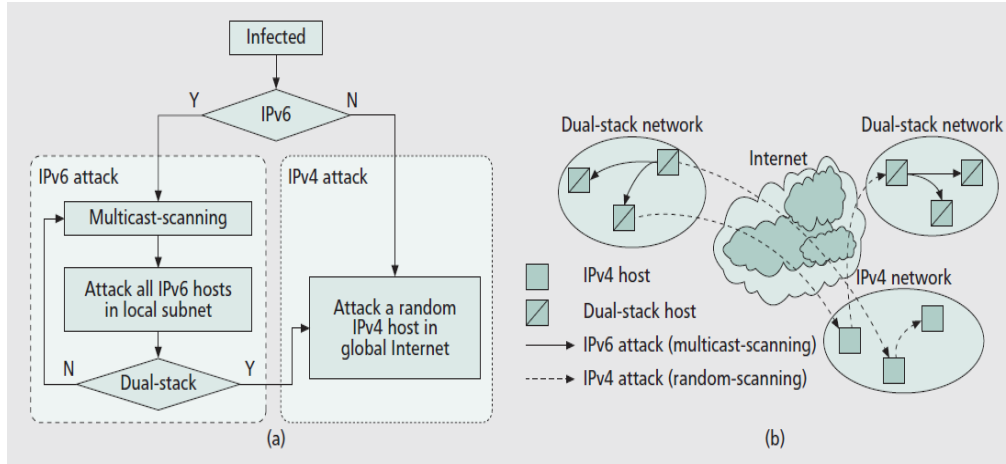 Infected
Y
N
IPv6
IPv6 attack
IPv4 attack
Multicast-scanning
Attack all IPv6 hosts
in local subnet
Attack a random
IPv4 host in
global Internet
N
Dual-stack
Y
(a)
Dual-stack network
Internet
Dual-stack network
IPv4 network
IPv4 host
Dual-stack host
IPv6 attack (multicast-scanning)
IPv4 attack (random-scanning)
(b)